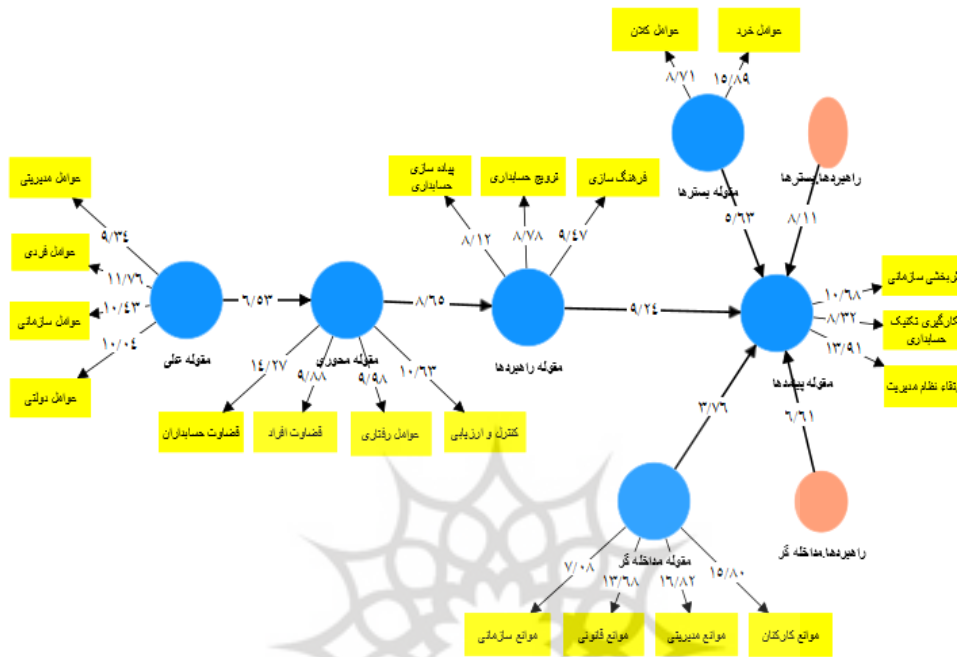 عوامل کلان
عوامل خرد
۸/۷۱
۱۵/۸۹
مقوله بسترها
راهبردها.بسترها
۵/۶۳
۸/۱۱
عوامل مدیریتی
عوامل فردی
عوامل سازمانی
عوامل دولتی
۹/۳۴
۱۱/۷۶
۱۰/۴۳
۱۰/۰۴
مقوله علی
۶/۵۳
مقوله محوری
۱۴/۲۷
۹/۸۸
۹/۹۸
۱۰/۶۳
قضاوت حسابداران
قضاوت افراد
عوامل رفتاری
کنترل و ارزیابی
۸/۶۵
پیاده سازی
حسابداری
ترویج حسابداری
فرهنگ سازی
۸/۱۲
۸/۷۸
۹/۴۷
مقوله راهبردها
۹/۲۴
مقوله پیامدها
۱۰/۶۸
۸/۳۲
۱۳/۹۱
ثربخشی سازمانی
کارگیری تکنیک
حسابداری
رتقاء نظام مدیریت
۳/۷۶
۶/۶۱
مقوله مداخله گر
راهبردها.مداخله گر
۷/۰۸
۱۳/۶۸
۱۶/۸۲
۱۵/۸۰
موانع سازمانی
موانع قانونی
موانع مدیریتی
موانع کارکنان